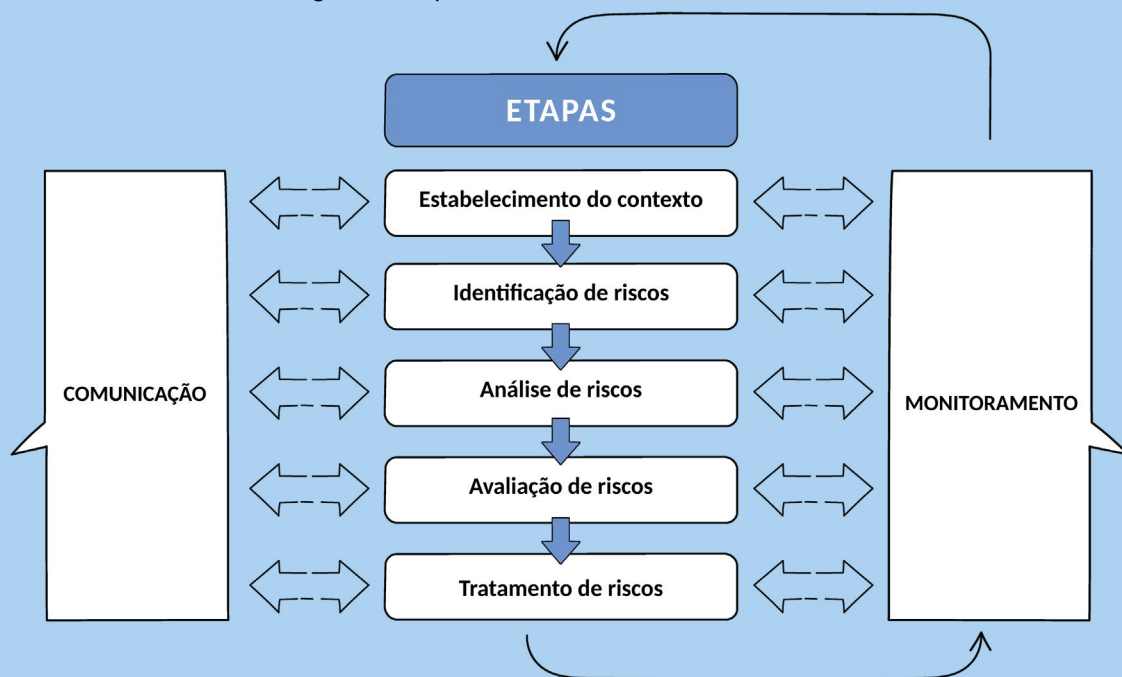 ETAPAS
Estabelecimento do contexto
Identificação de riscos
Análise de riscos
Avaliação de riscos
Tratamento de riscos
COMUNICAÇÃO
MONITORAMENTO